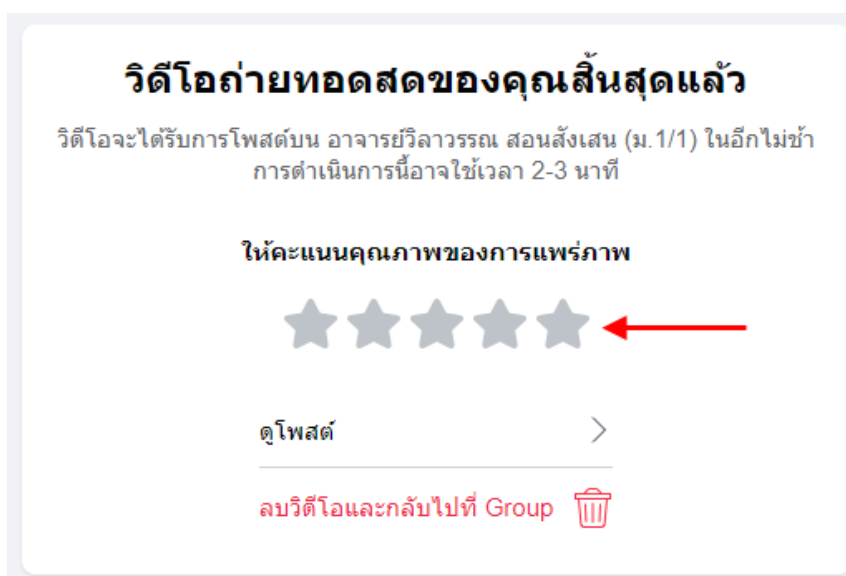 วิดีโอถ่ายทอดสดของคุณสิ้นสุดแล้ว
วิดีโอจะได้รับการโพสต์บน อาจารย์วิลาวรรณ สอนสังเสน (ม.1/1) ในอีกไม่ช้า
การดำเนินการนี้อาจใช้เวลา 2-3 นาที
ให้คะแนนคุณภาพของการแพร่ภาพ
ดูโพสต์
ลบวิดีโอและกลับไปที่ Group